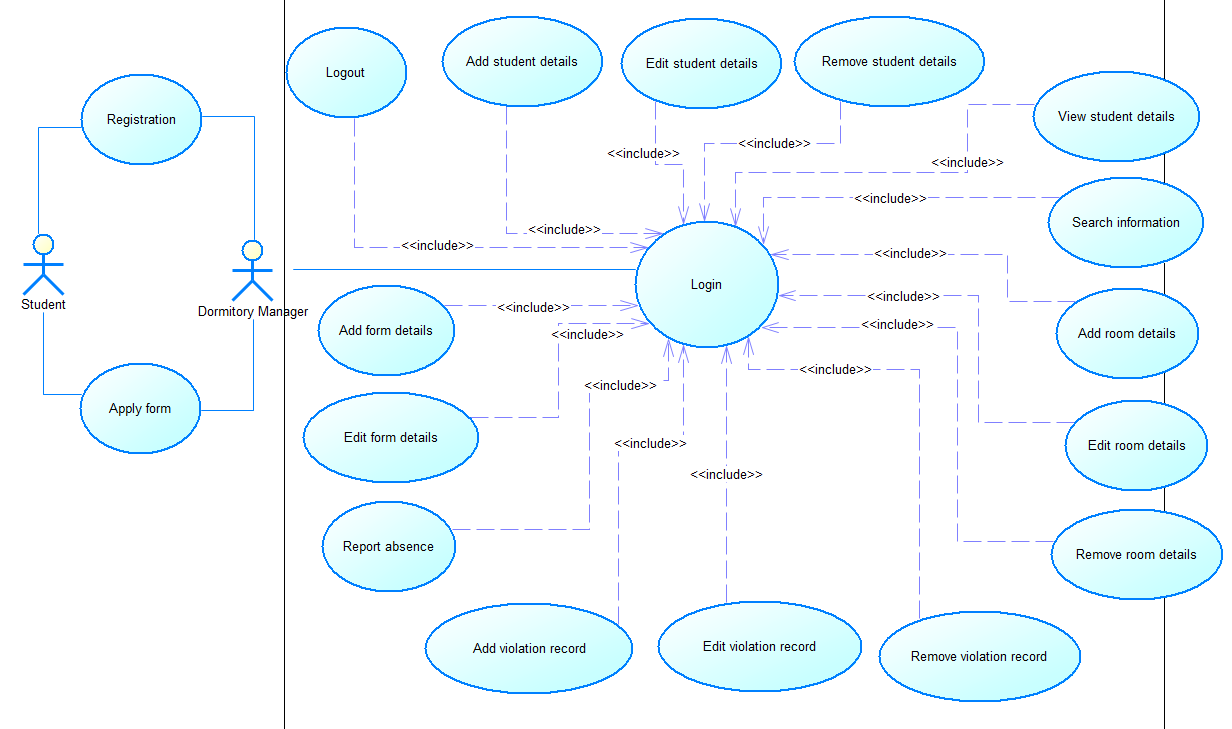 Logout
Add student details
Edit student details
Remove student details
View student details
Registration
<<include>>
<<include>>
<<include>>
<<include>>
Search information
<<include>>
<<include>>
<<include>>
Student
Dormitory Manager
Login
Add form details
<<include>>
<<include>>
<<include>>
<<include>>
Add room details
<<include>>
<<include>>
Apply form
Edit form details
<<include>>
<<include>>
Edit room details
Report absence
Remove room details
Add violation record
Edit violation record
Remove violation record